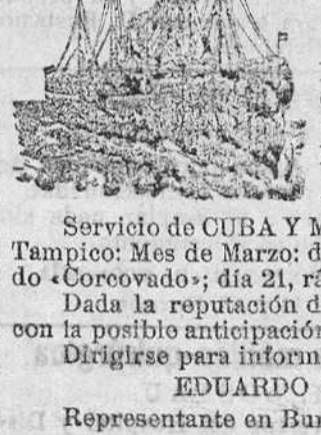 Servicio de CUBA Y M
Tampico: Mes de Marzo: d
do «Corcovado»; día 21, rá
Dada la reputación d
con la posible anticipación
Dirigirse para inform
EDUARDO
Representante en Bur